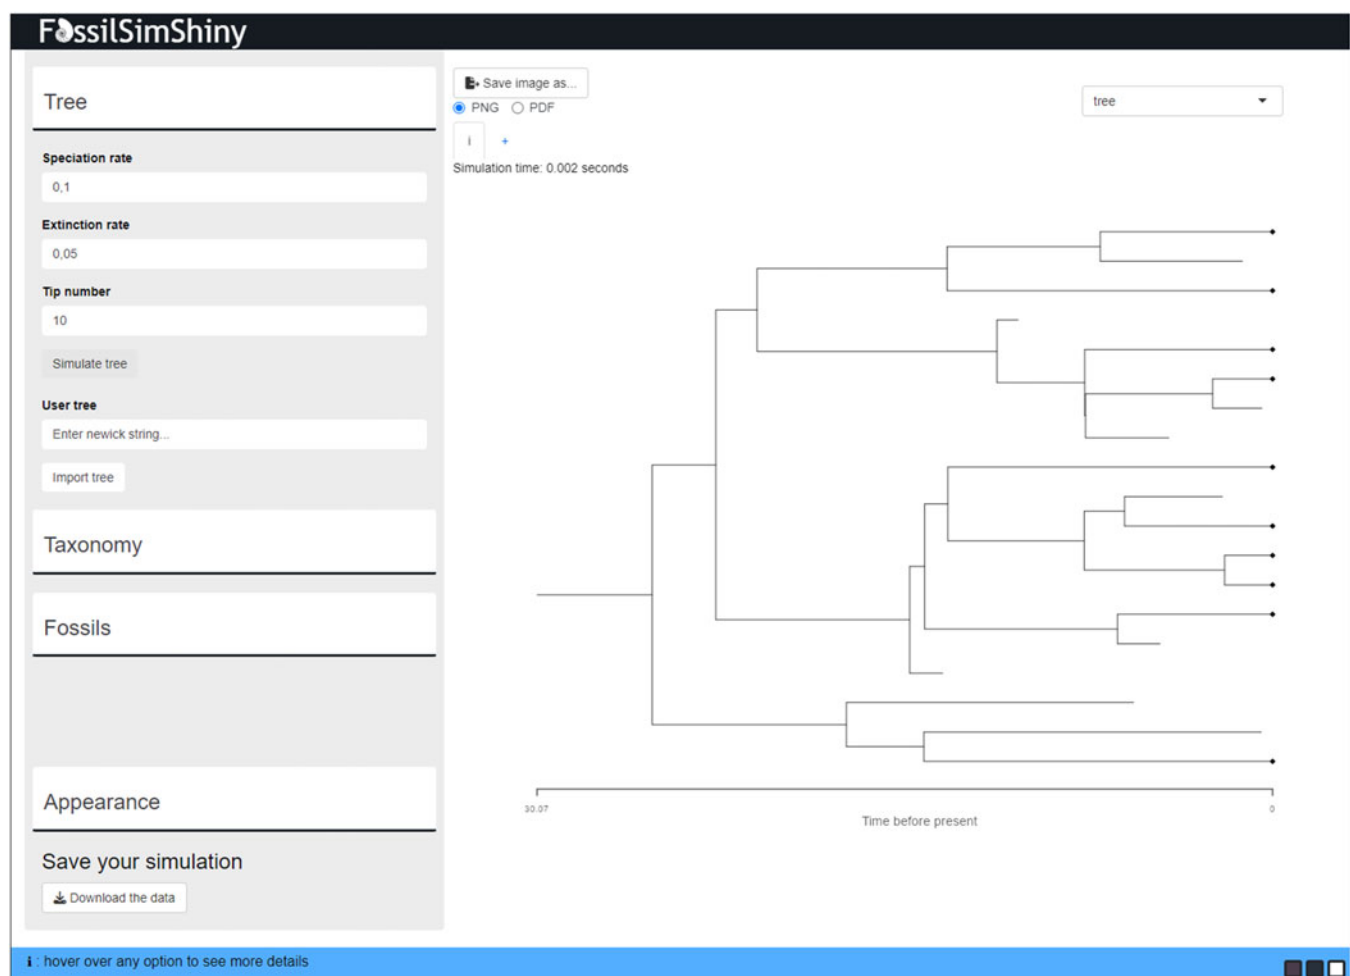 FossilSimShiny
Tree
Speciation rate
0,1
Extinction rate
0,05
Tip number
10
Simulate tree
User tree
Enter newick string...
Import tree
Taxonomy
Fossils
Appearance
Save your simulation
Download the data
Save image as...
PNG PDF
tree
i +
Simulation time: 0.002 seconds
30.07 0
Time before present
i : hover over any option to see more details